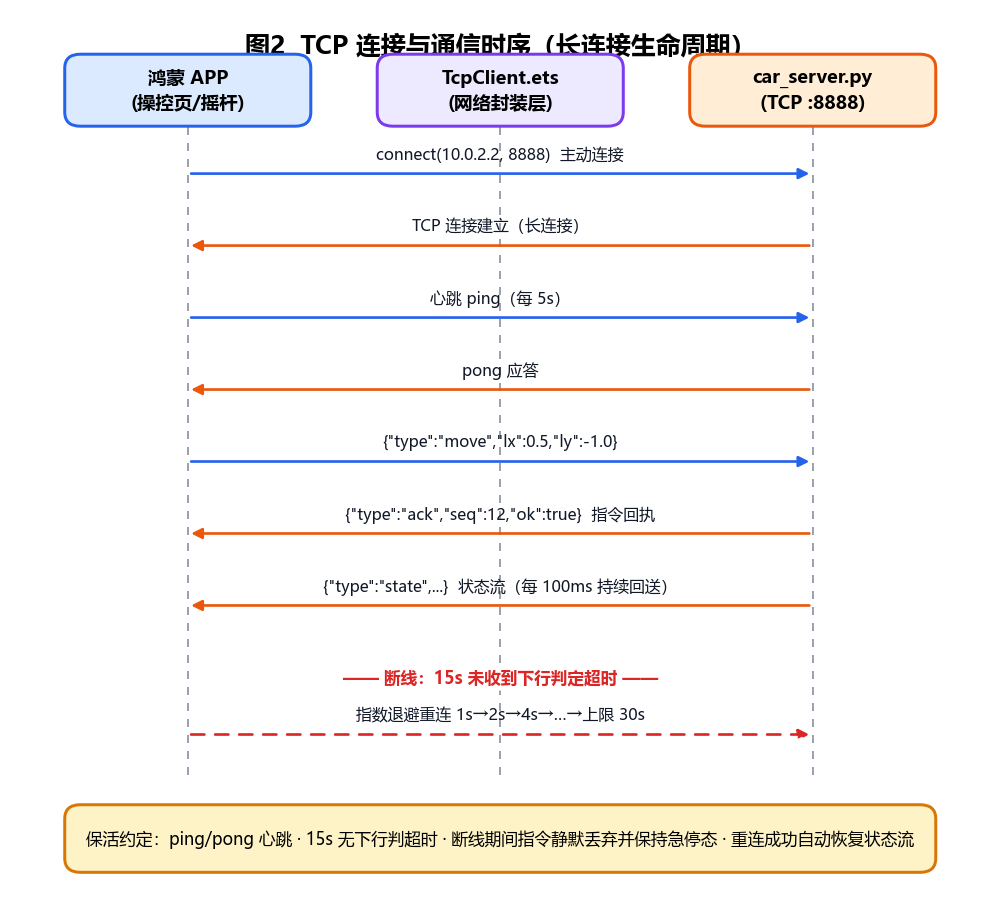 图2 TCP 连接与通信时序（长连接生命周期）
鸿蒙 APP
(操控页/摇杆)
TcpClient.ets
(网络封装层)
car_server.py
(TCP :8888)
connect(10.0.2.2, 8888) 主动连接
TCP 连接建立（长连接）
心跳 ping（每 5s）
pong 应答
{"type":"move","lx":0.5,"ly":-1.0}
{"type":"ack","seq":12,"ok":true} 指令回执
{"type":"state",...} 状态流（每 100ms 持续回送）
—— 断线：15s 未收到下行判定超时 ——
指数退避重连 1s→2s→4s→…→上限 30s
保活约定：ping/pong 心跳 · 15s 无下行判超时 · 断线期间指令静默丢弃并保持急停态 · 重连成功自动恢复状态流